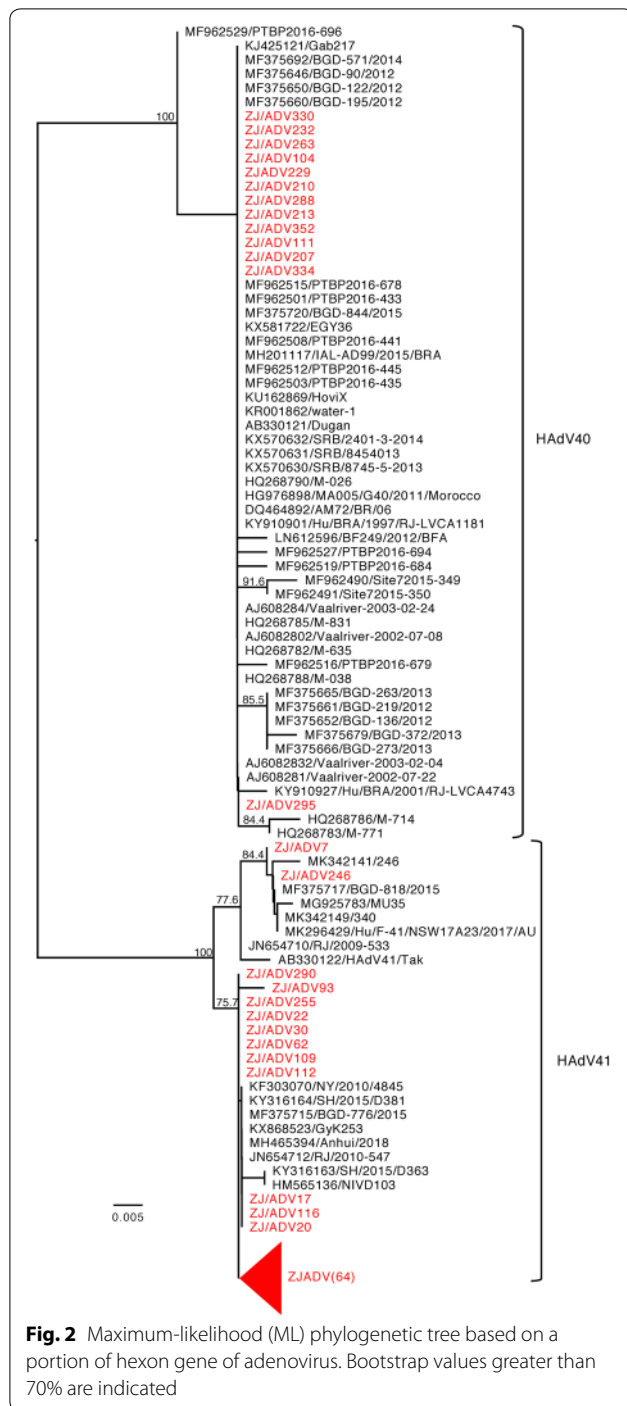 MF962529/PTBP2016-696
KJ425121/Gab217
MF375692/BGD-571/2014
MF375646/BGD-90/2012
MF375650/BGD-122/2012
MF375660/BGD-195/2012
100
ZJ/ADV330
ZJ/ADV232
ZJ/ADV263
ZJ/ADV104
ZJADV229
ZJ/ADV210
ZJ/ADV288
ZJ/ADV213
ZJ/ADV352
ZJ/ADV111
ZJ/ADV207
ZJ/ADV334
MF962515/PTBP2016-678
MF962501/PTBP2016-433
MF375720/BGD-844/2015
KX581722/EGY36
MF962508/PTBP2016-441
MH201117/IAL-AD99/2015/BRA
MF962512/PTBP2016-445
MF962503/PTBP2016-435
KU162869/HoviX
KR001862/water-1
AB330121/Dugan
HAdV40
KX570632/SRB/2401-3-2014
KX570631/SRB/8454013
KX570630/SRB/8745-5-2013
HQ268790/M-026
HG976898/MA005/G40/2011/Morocco
DQ464892/AM72/BR/06
KY910901/Hu/BRA/1997/RJ-LVCA1181
LN612596/BF249/2012/BFA
MF962527/PTBP2016-694
MF962519/PTBP2016-684
91.6
MF962490/Site72015-349
MF962491/Site72015-350
AJ608284/Vaalriver-2003-02-24
HQ268785/M-831
AJ6082802/Vaalriver-2002-07-08
HQ268782/M-635
MF962516/PTBP2016-679
HQ268788/M-038
MF375665/BGD-263/2013
85.5
MF375661/BGD-219/2012
MF375652/BGD-136/2012
MF375679/BGD-372/2013
MF375666/BGD-273/2013
AJ6082832/Vaalriver-2003-02-04
AJ608281/Vaalriver-2002-07-22
KY910927/Hu/BRA/2001/RJ-LVCA4743
ZJ/ADV295
84.4
HQ268786/M-714
HQ268783/M-771
ZJ/ADV7
84.4
MK342141/246
ZJ/ADV246
MF375717/BGD-818/2015
77.6
MG925783/MU35
MK342149/340
MK296429/Hu/F-41/NSW17A23/2017/AU
JN654710/RJ/2009-533
100
AB330122/HAdV41/Tak
ZJ/ADV290
ZJ/ADV93
75.7
ZJ/ADV255
ZJ/ADV22
ZJ/ADV30
ZJ/ADV62
ZJ/ADV109
HAdV41
ZJ/ADV112
KF303070/NY/2010/4845
KY316164/SH/2015/D381
MF375715/BGD-776/2015
KX868523/GyK253
MH465394/Anhui/2018
JN654712/RJ/2010-547
KY316163/SH/2015/D363
HM565136/NIVD103
ZJ/ADV17
ZJ/ADV116
ZJ/ADV20
0.005
ZJADV(64)
Fig. 2 Maximum-likelihood (ML) phylogenetic tree based on a
portion of hexon gene of adenovirus. Bootstrap values greater than
70% are indicated